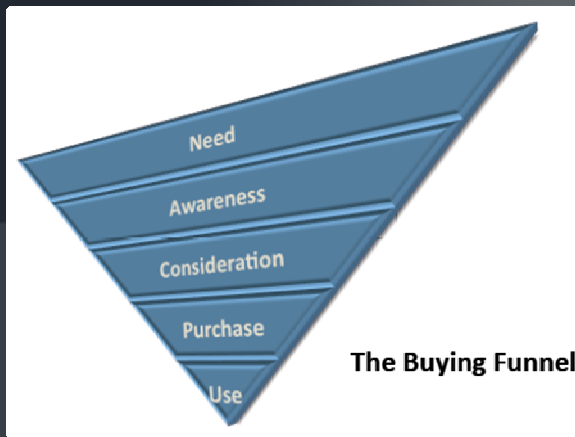 Need
Awareness
Consideration
Purchase
Use
The Buying Funnel